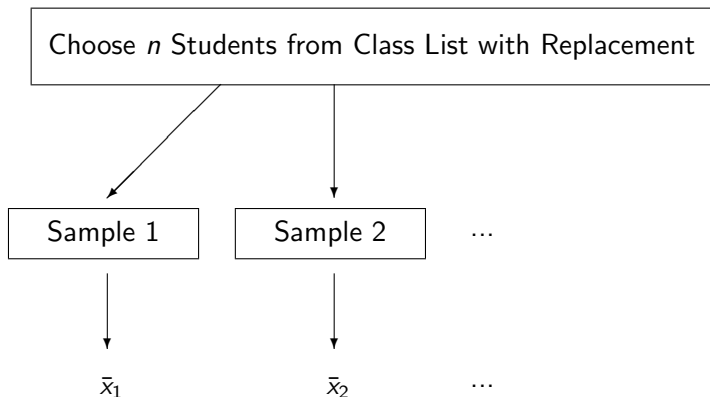 Choose n Students from Class List with Replacement
Sample 1 Sample 2 ...
x̄₁ x̄₂ ...